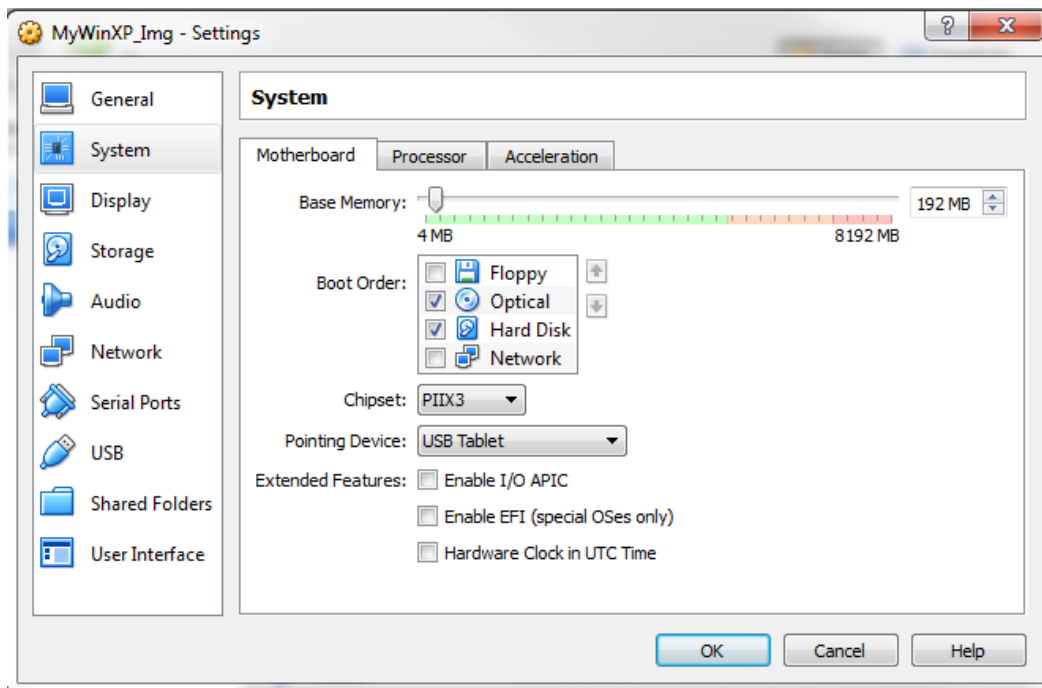 MyWinXP_Img - Settings
General
System
Display
Storage
Audio
Network
Serial Ports
USB
Shared Folders
User Interface
System
Motherboard Processor Acceleration
Base Memory: 192 MB
4 MB 8192 MB
Boot Order: Floppy
Optical
Hard Disk
Network
Chipset: PIIX3
Pointing Device: USB Tablet
Extended Features: Enable I/O APIC
Enable EFI (special OSes only)
Hardware Clock in UTC Time
OK Cancel Help